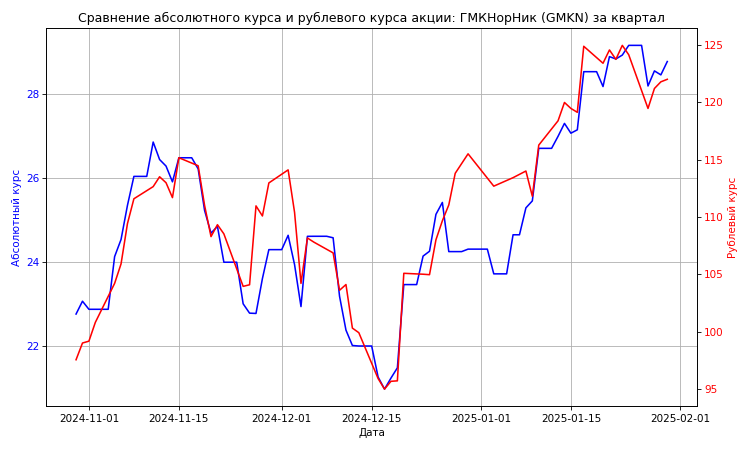 Сравнение абсолютного курса и рублевого курса акции: ГМКНорНик (GMKN) за квартал
Абсолютный курс
28
26
24
22
125
120
115
110
105
100
95
Рублевый курс
2024-11-01 2024-11-15 2024-12-01 2024-12-15 2025-01-01 2025-01-15 2025-02-01
Дата